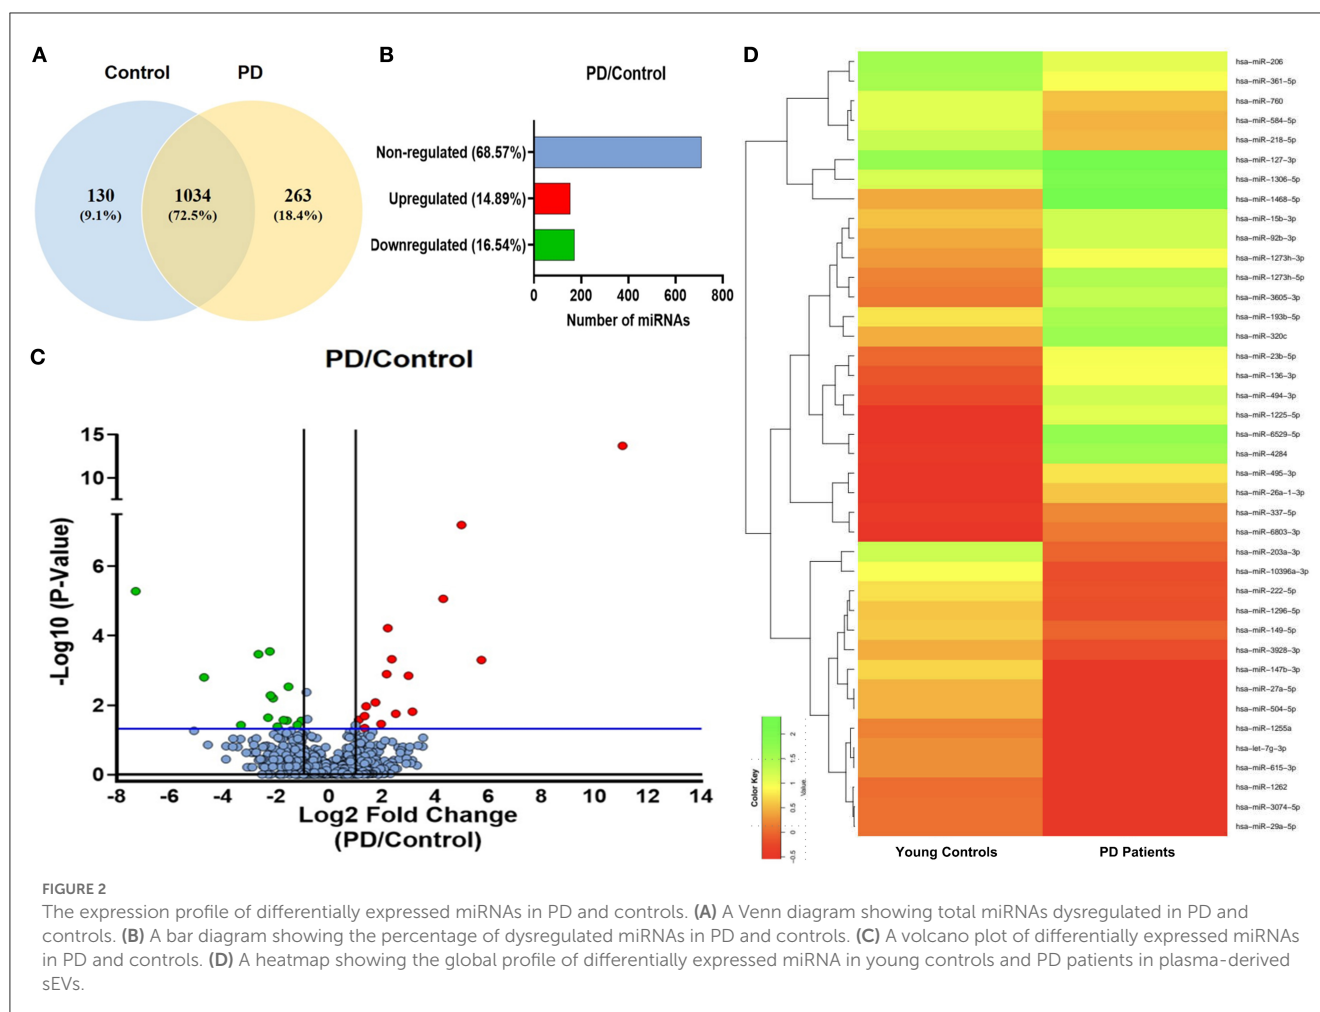 A
Control
PD
130
(9.1%)
1034
(72.5%)
263
(18.4%)
B
PD/Control
Non-regulated (68.57%)
Upregulated (14.89%)
Downregulated (16.54%)
0 200 400 600 800
Number of miRNAs
C
PD/Control
-Log10 (P-Value)
15
10
6
4
2
0
-8 -6 -4 -2 0 2 4 6 8 10 12 14
Log2 Fold Change
(PD/Control)
D
hsa-miR-206
hsa-miR-361-5p
hsa-miR-760
hsa-miR-584-5p
hsa-miR-218-5p
hsa-miR-127-3p
hsa-miR-1306-5p
hsa-miR-1468-5p
hsa-miR-15b-3p
hsa-miR-92b-3p
hsa-miR-1273h-3p
hsa-miR-1273h-5p
hsa-miR-3605-3p
hsa-miR-193b-5p
hsa-miR-320c
hsa-miR-23b-5p
hsa-miR-136-3p
hsa-miR-494-3p
hsa-miR-1225-5p
hsa-miR-6529-5p
hsa-miR-4284
hsa-miR-495-3p
hsa-miR-26a-1-3p
hsa-miR-337-5p
hsa-miR-6803-3p
hsa-miR-203a-3p
hsa-miR-10396a-3p
hsa-miR-222-5p
hsa-miR-1296-5p
hsa-miR-149-5p
hsa-miR-3928-3p
hsa-miR-147b-3p
hsa-miR-27a-5p
hsa-miR-504-5p
hsa-miR-1255a
hsa-let-7g-3p
hsa-miR-615-3p
hsa-miR-1262
hsa-miR-3074-5p
hsa-miR-29a-5p
Color Key
Value
-0.5 0 0.5 1 1.5 2
Young Controls
PD Patients
FIGURE 2
The expression profile of differentially expressed miRNAs in PD and controls. (A) A Venn diagram showing total miRNAs dysregulated in PD and
controls. (B) A bar diagram showing the percentage of dysregulated miRNAs in PD and controls. (C) A volcano plot of differentially expressed miRNAs
in PD and controls. (D) A heatmap showing the global profile of differentially expressed miRNA in young controls and PD patients in plasma-derived
sEVs.